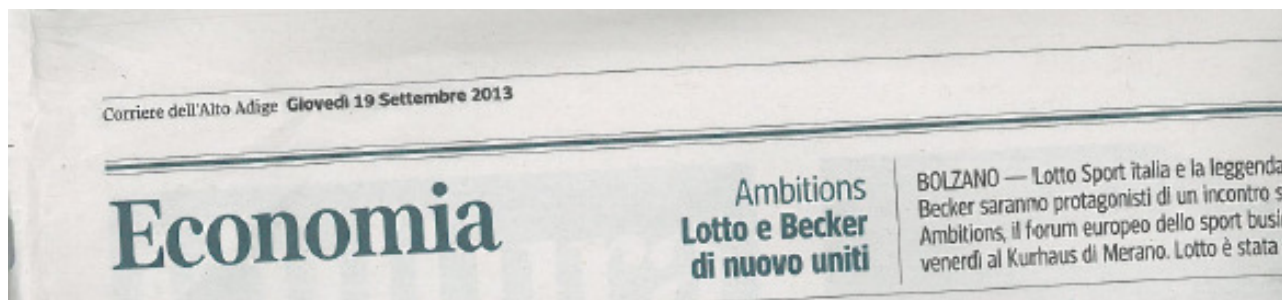 Corriere dell'Alto Adige Giovedì 19 Settembre 2013
Economia
Ambitions
Lotto e Becker
di nuovo uniti
BOLZANO — Lotto Sport italia e la leggenda
Becker saranno protagonisti di un incontro s
Ambitions, il forum europeo dello sport busi
venerdì al Kurhaus di Merano. Lotto è stata